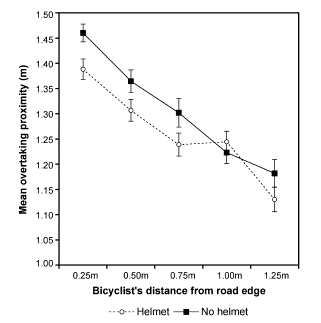 1.50
1.45
1.40
1.35
1.30
1.25
1.20
1.15
1.10
1.05
1.00
Mean overtaking proximity (m)
0.25m 0.50m 0.75m 1.00m 1.25m
Bicyclist's distance from road edge
Helmet No helmet